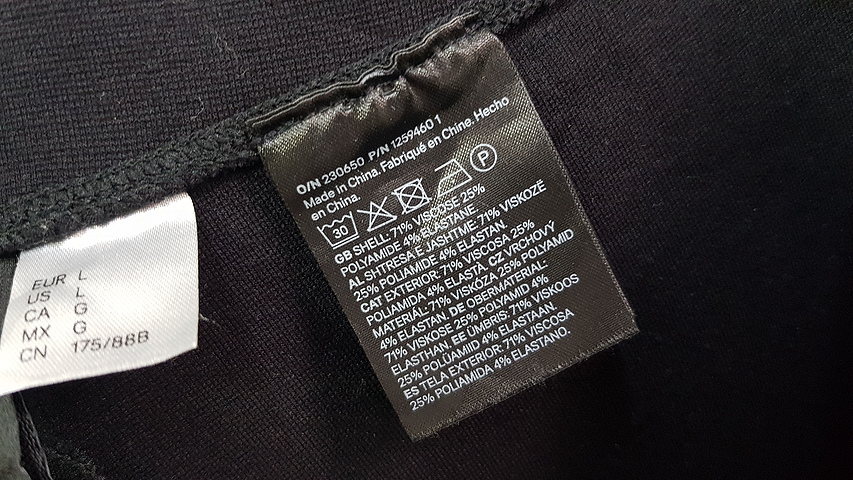 EUR L
US L
CA G
MX G
CN 175/88B
O/N 230650 P/N 1259460 1
Made in China. Fabriqué en Chine. Hecho
en China.
30 P
GB SHELL: 71% VISCOSE 25%
POLYAMIDE 4% ELASTANE
AL SHTRESA E JASHTME: 71% VISKOZË
25% POLIAMIDE 4% ELASTAN
CAT EXTERIOR: 71% VISCOSA 25%
POLIAMIDA 4% ELASTÀ. CZ VRCHOVÝ
MATERIÁL: 71% VISKÓZA 25% POLYAMID
4% ELASTAN. DE OBERMATERIAL:
71% VISKOSE 25% POLYAMID 4%
ELASTHAN. EE ÜMBRIS: 71% VISKOOS
25% POLÜAMIID 4% ELASTAAN.
ES TELA EXTERIOR: 71% VISCOSA
25% POLIAMIDA 4% ELASTANO.